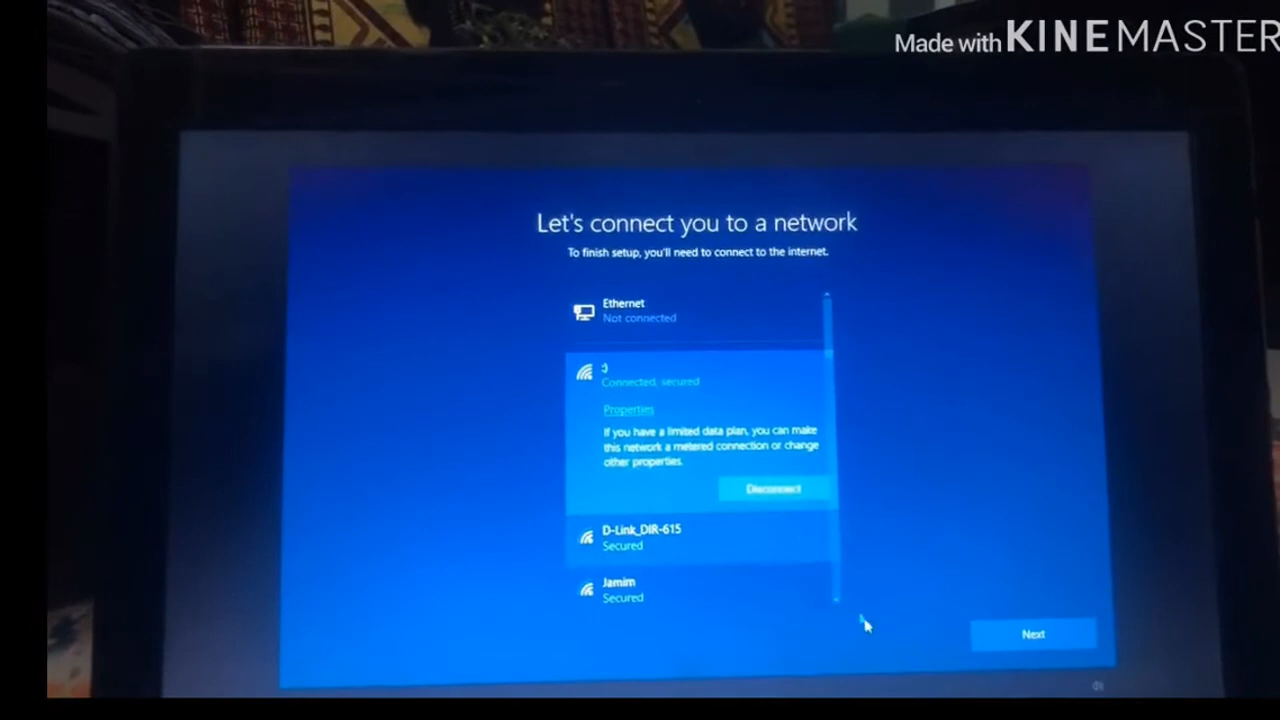 Made with KINEMASTER
Let's connect you to a network
To finish setup, you'll need to connect to the internet.
Ethernet
Not connected
:)
Connected, secured
Properties
If you have a limited data plan, you can make
this network a metered connection or change
other properties.
Disconnect
D-Link_DIR-615
Secured
Jamim
Secured
Next